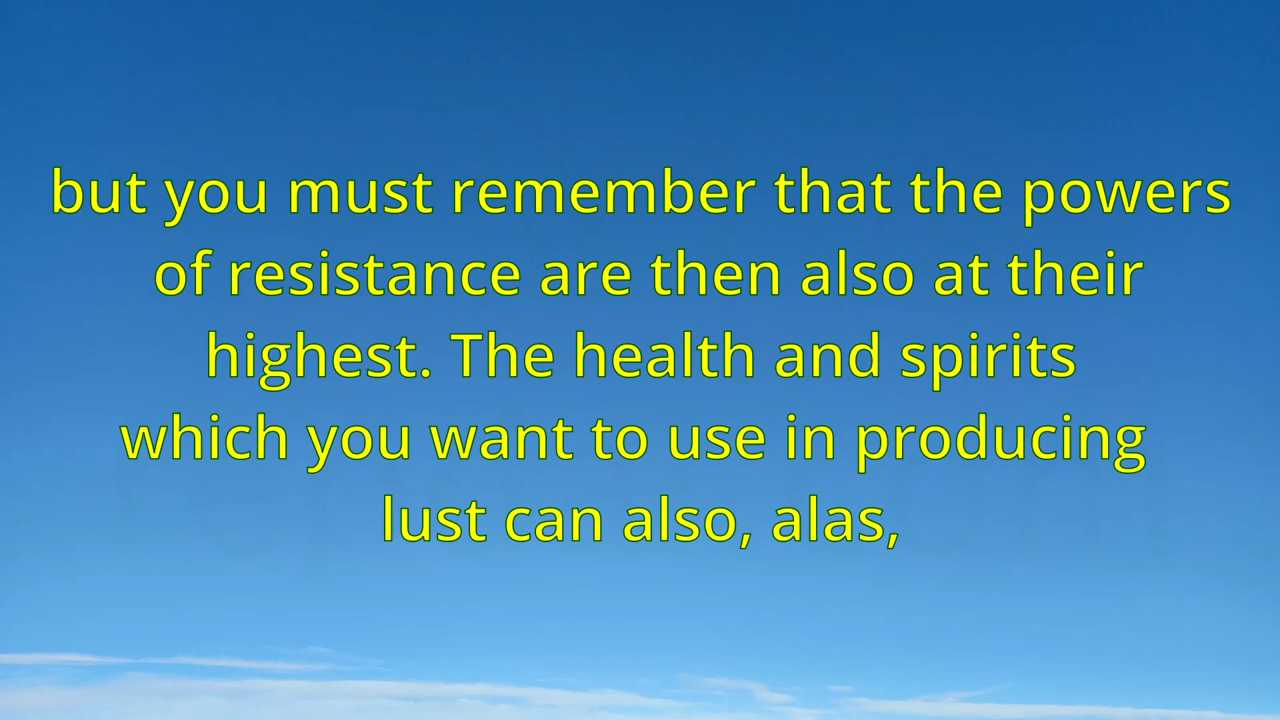 but you must remember that the powers
of resistance are then also at their
highest. The health and spirits
which you want to use in producing
lust can also, alas,